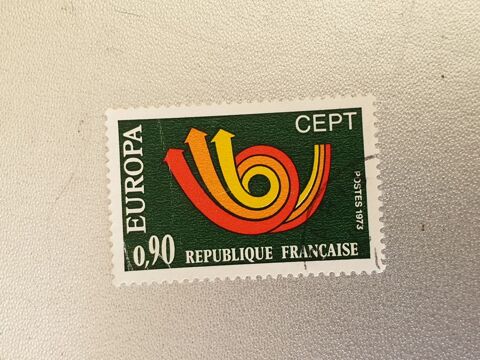 EUROPA
CEPT
POSTES 1973
0,90
REPUBLIQUE FRANÇAISE